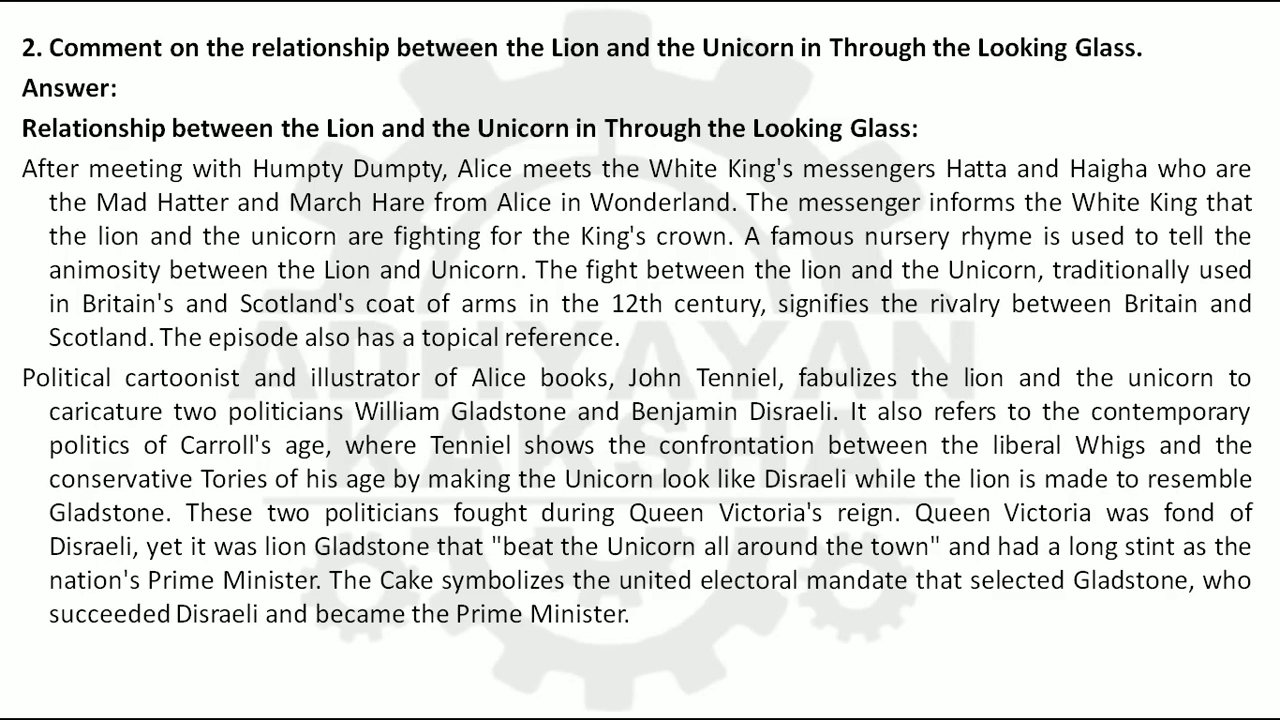 2. Comment on the relationship between the Lion and the Unicorn in Through the Looking Glass.
Answer:
Relationship between the Lion and the Unicorn in Through the Looking Glass:
After meeting with Humpty Dumpty, Alice meets the White King's messengers Hatta and Haigha who are
the Mad Hatter and March Hare from Alice in Wonderland. The messenger informs the White King that
the lion and the unicorn are fighting for the King's crown. A famous nursery rhyme is used to tell the
animosity between the Lion and Unicorn. The fight between the lion and the Unicorn, traditionally used
in Britain's and Scotland's coat of arms in the 12th century, signifies the rivalry between Britain and
Scotland. The episode also has a topical reference.
Political cartoonist and illustrator of Alice books, John Tenniel, fabulizes the lion and the unicorn to
caricature two politicians William Gladstone and Benjamin Disraeli. It also refers to the contemporary
politics of Carroll's age, where Tenniel shows the confrontation between the liberal Whigs and the
conservative Tories of his age by making the Unicorn look like Disraeli while the lion is made to resemble
Gladstone. These two politicians fought during Queen Victoria's reign. Queen Victoria was fond of
Disraeli, yet it was lion Gladstone that "beat the Unicorn all around the town" and had a long stint as the
nation's Prime Minister. The Cake symbolizes the united electoral mandate that selected Gladstone, who
succeeded Disraeli and became the Prime Minister.
ADHYAYAN
KAKSHA